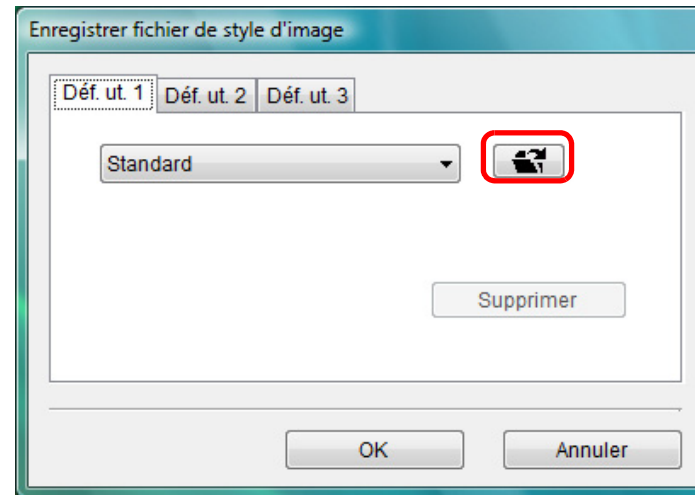 Enregistrer fichier de style d'image
Déf. ut. 1 Déf. ut. 2 Déf. ut. 3
Standard
Supprimer
OK Annuler